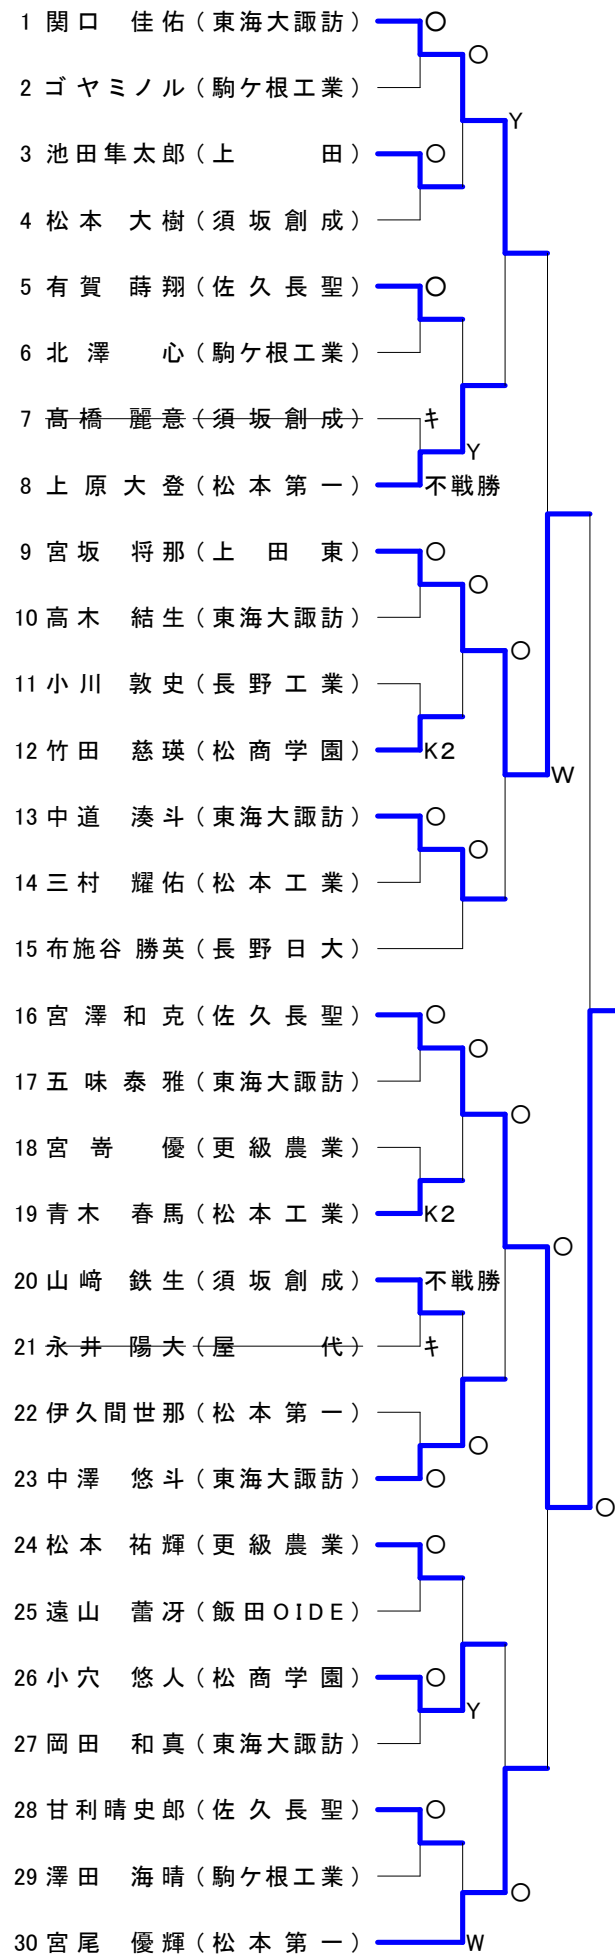 1 関口 佳佑(東海大諏訪) 〇
〇
2 ゴヤミノル(駒ケ根工業)
Y
3 池田隼太郎(上 田) 〇
4 松本 大樹(須坂創成)
5 有賀 蒔翔(佐久長聖) 〇
6 北澤 心(駒ケ根工業)
7 髙橋 麗意(須坂創成) キ
Y
8 上原大登(松本第一) 不戦勝
9 宮坂 将那(上田東) 〇
〇
10 高木 結生(東海大諏訪)
〇
11 小川 敦史(長野工業)
12 竹田 慈瑛(松商学園) K2
W
13 中道 湊斗(東海大諏訪) 〇
〇
14 三村 耀佑(松本工業)
15 布施谷 勝英(長野日大)
16 宮澤和克(佐久長聖) 〇
〇
17 五味泰雅(東海大諏訪)
〇
18 宮嵜 優(更級農業)
19 青木 春馬(松本工業) K2
〇
20 山﨑 鉄生(須坂創成) 不戦勝
21 永井 陽大(屋 代) キ
22 伊久間世那(松本第一)
〇
23 中澤 悠斗(東海大諏訪) 〇
〇
24 松本 祐輝(更級農業) 〇
25 遠山 蕾冴(飯田OIDE)
26 小穴 悠人(松商学園) 〇
Y
27 岡田 和真(東海大諏訪)
28 甘利晴史郎(佐久長聖) 〇
29 澤田 海晴(駒ケ根工業)
〇
30 宮尾 優輝(松本第一) W